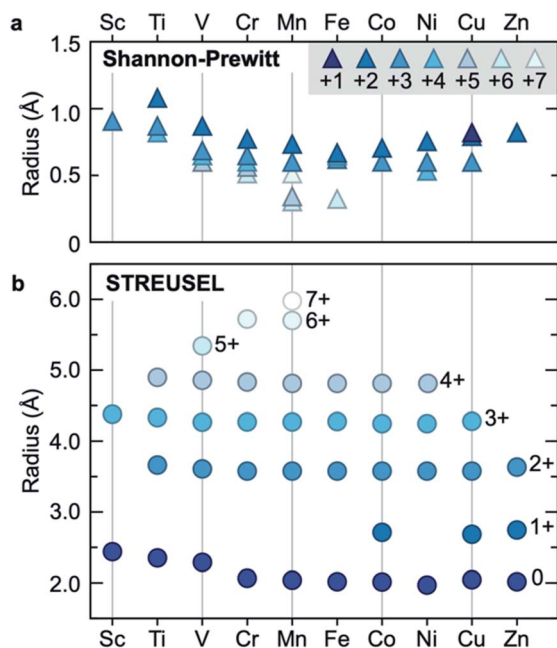 a
Sc Ti V Cr Mn Fe Co Ni Cu Zn
1.5
Shannon-Prewitt
+1 +2 +3 +4 +5 +6 +7
Radius (Å)
1.0
0.5
0
b
STREUSEL
6.0
7+
6+
5+
5.0
4+
Radius (Å)
4.0
3+
2+
3.0
1+
2.0
0
Sc Ti V Cr Mn Fe Co Ni Cu Zn